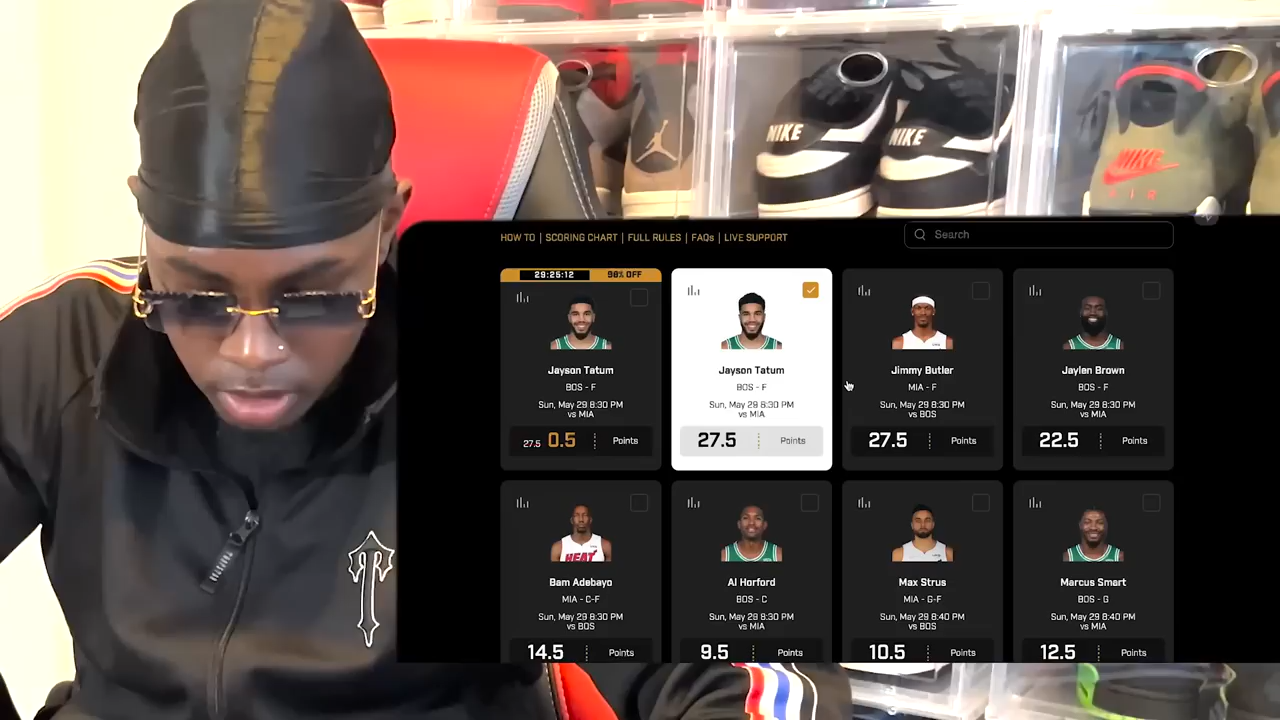 NIKE
NIKE
NIKE
AIR
HOW TO | SCORING CHART | FULL RULES | FAQs | LIVE SUPPORT
Search
29:25:12 98% OFF
Jayson Tatum
BOS - F
Sun, May 29 8:30 PM
vs MIA
27.5 0.5 Points
Jayson Tatum
BOS - F
Sun, May 29 8:30 PM
vs MIA
27.5 Points
Jimmy Butler
MIA - F
Sun, May 29 8:30 PM
vs BOS
27.5 Points
Jaylen Brown
BOS - F
Sun, May 29 8:30 PM
vs MIA
22.5 Points
HEAT
Bam Adebayo
MIA - C-F
Sun, May 29 8:30 PM
vs BOS
14.5 Points
Al Horford
BOS - C
Sun, May 29 8:30 PM
vs MIA
9.5 Points
Max Strus
MIA - G-F
Sun, May 29 8:40 PM
vs BOS
10.5 Points
Marcus Smart
BOS - G
Sun, May 29 8:40 PM
vs MIA
12.5 Points